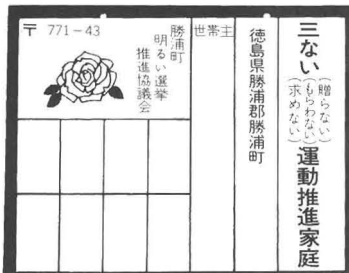 三ない(贈らない)(もらわない)(求めない)運動推進家庭
徳島県勝浦郡勝浦町
世帯主
勝浦町
明るい選挙
推進協議会
〒 771-43